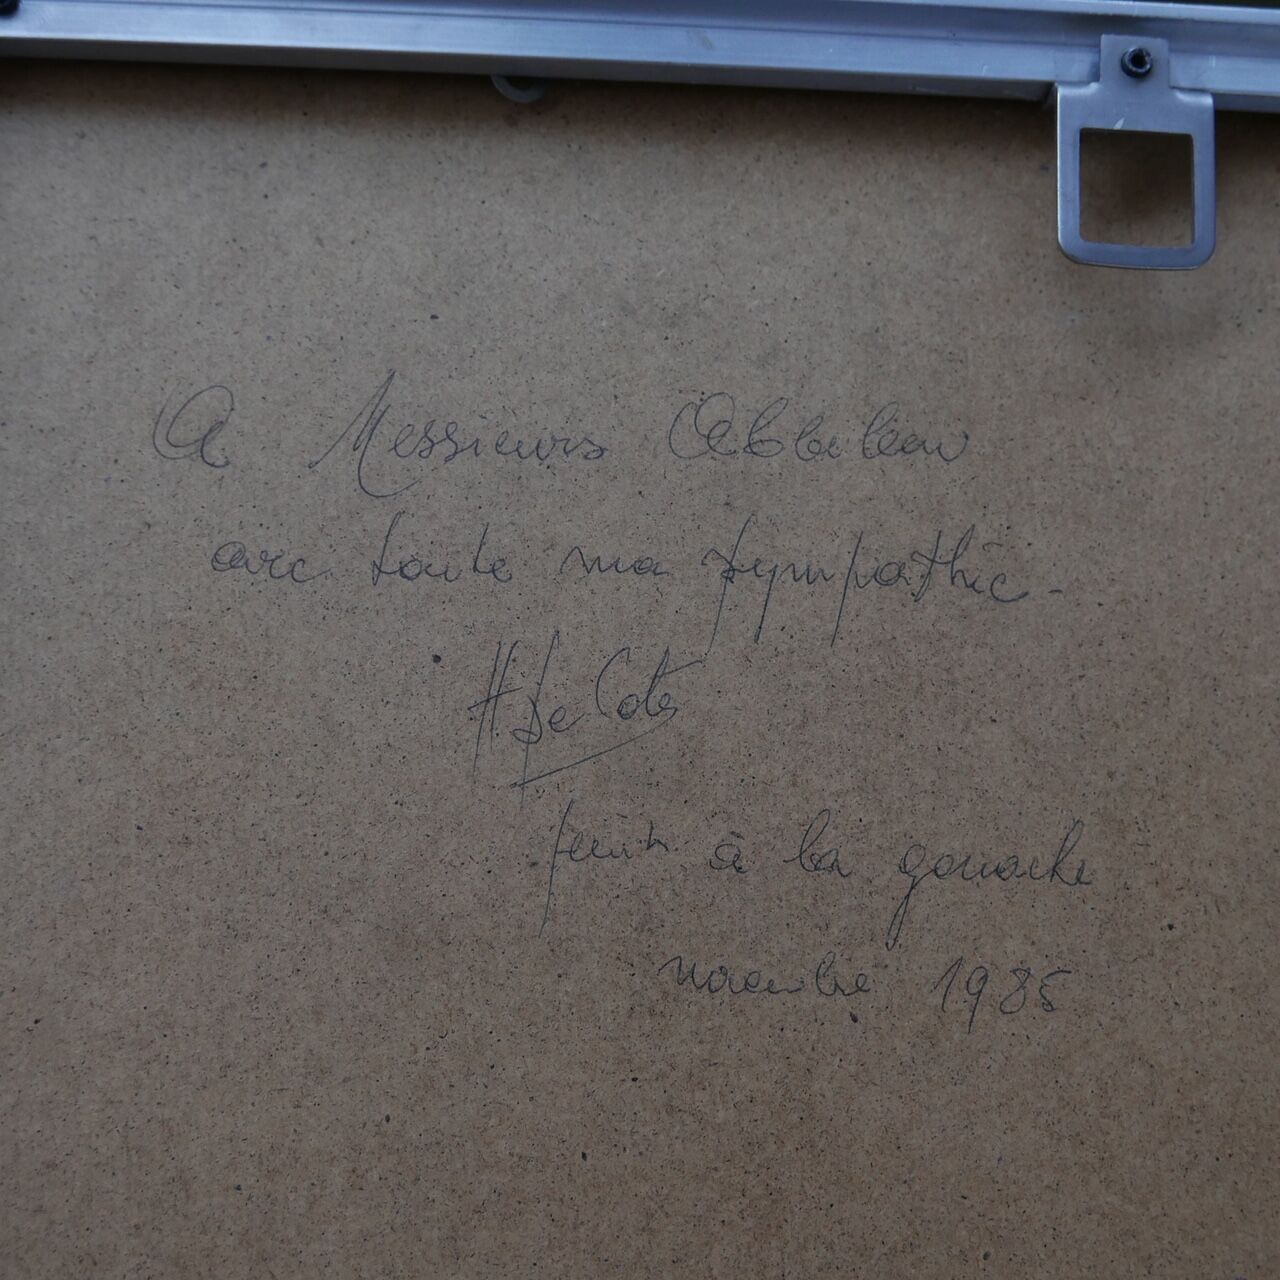 A Messieurs
avec toute ma sympathie -
peint à la gouache
novembre 1985